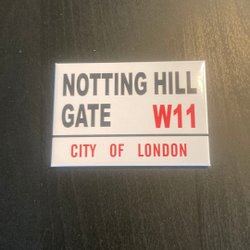 NOTTING HILL
GATE W11
CITY OF LONDON